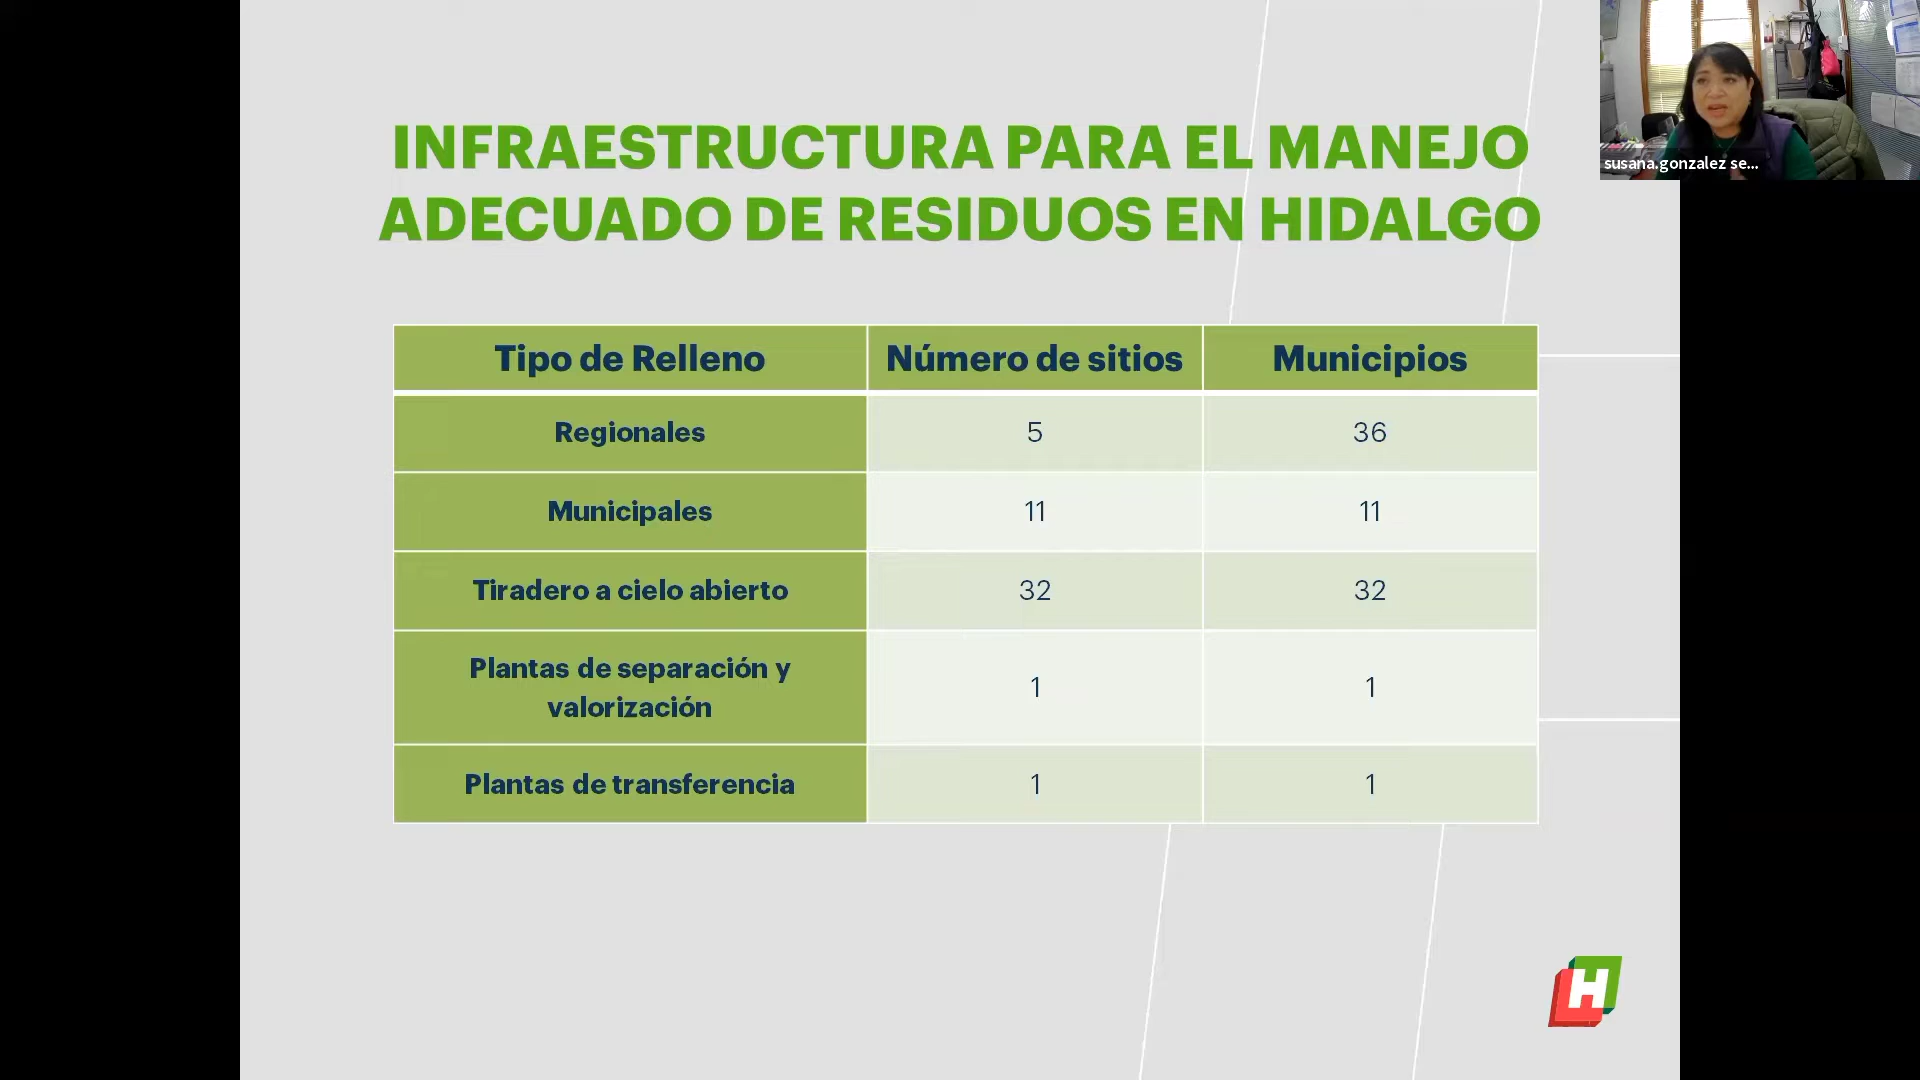 INFRAESTRUCTURA PARA EL MANEJO
ADECUADO DE RESIDUOS EN HIDALGO
susana.gonzalez se...
Tipo de Relleno Número de sitios Municipios
Regionales 5 36
Municipales 11 11
Tiradero a cielo abierto 32 32
Plantas de separación y
valorización 1 1
Plantas de transferencia 1 1
H